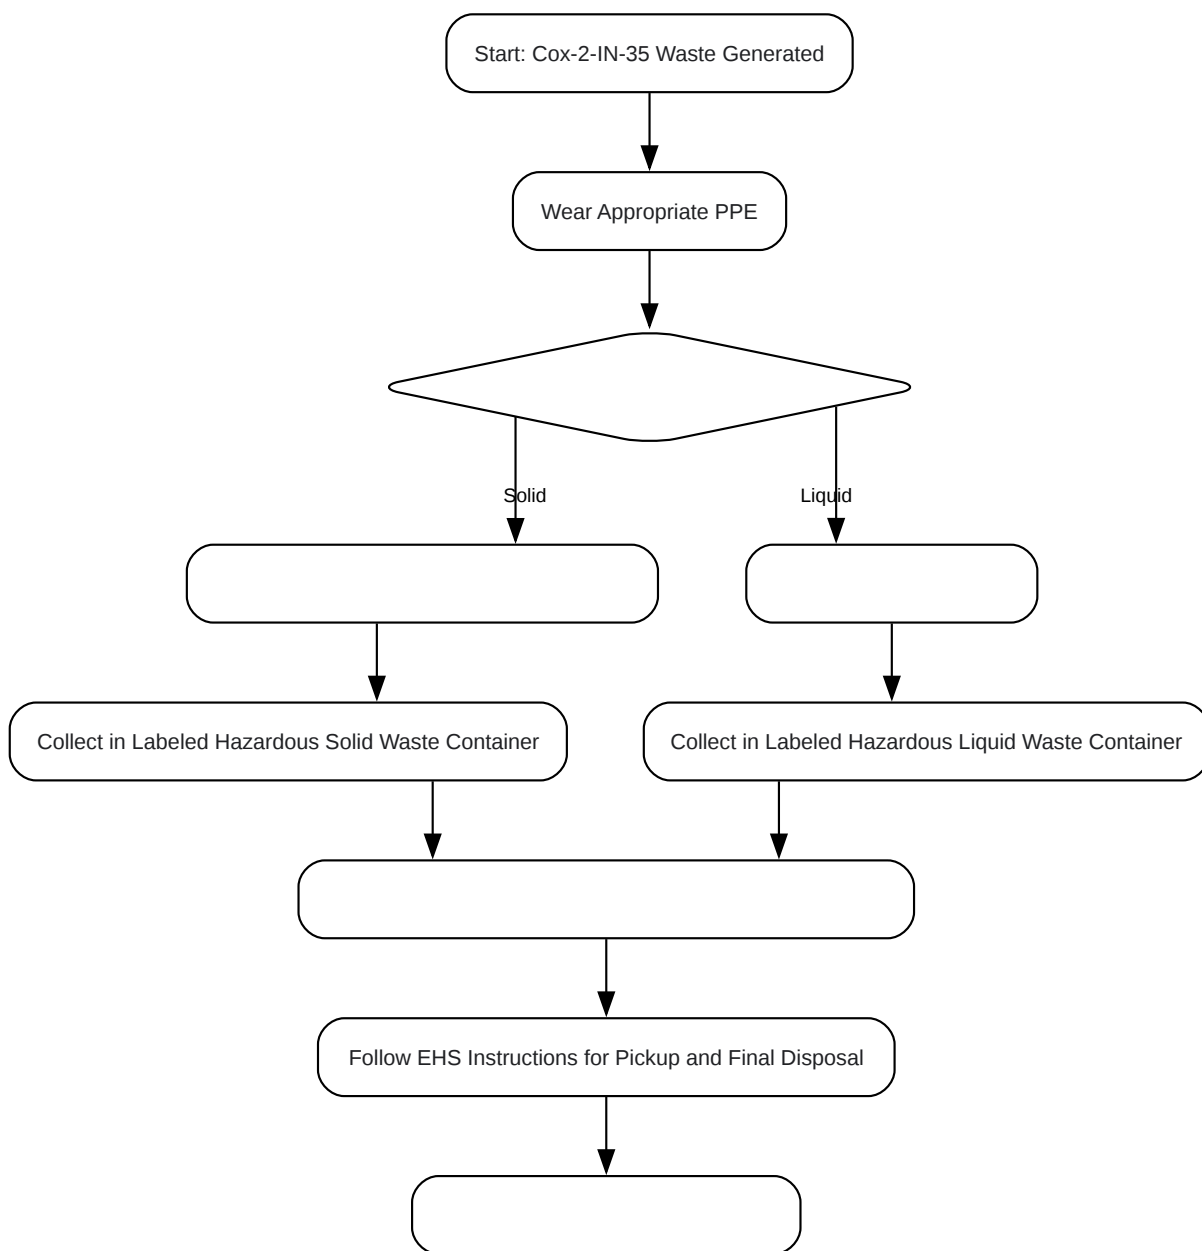 Start: Cox-2-IN-35 Waste Generated
Wear Appropriate PPE
Solid
Liquid
Collect in Labeled Hazardous Solid Waste Container
Collect in Labeled Hazardous Liquid Waste Container
Follow EHS Instructions for Pickup and Final Disposal